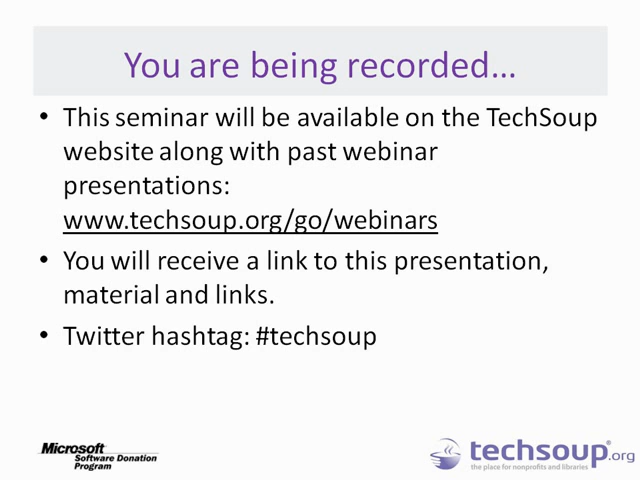 You are being recorded...
• This seminar will be available on the TechSoup
website along with past webinar
presentations:
www.techsoup.org/go/webinars
• You will receive a link to this presentation,
material and links.
• Twitter hashtag: #techsoup
Microsoft
Software Donation
Program
techsoup®.org
the place for nonprofits and libraries